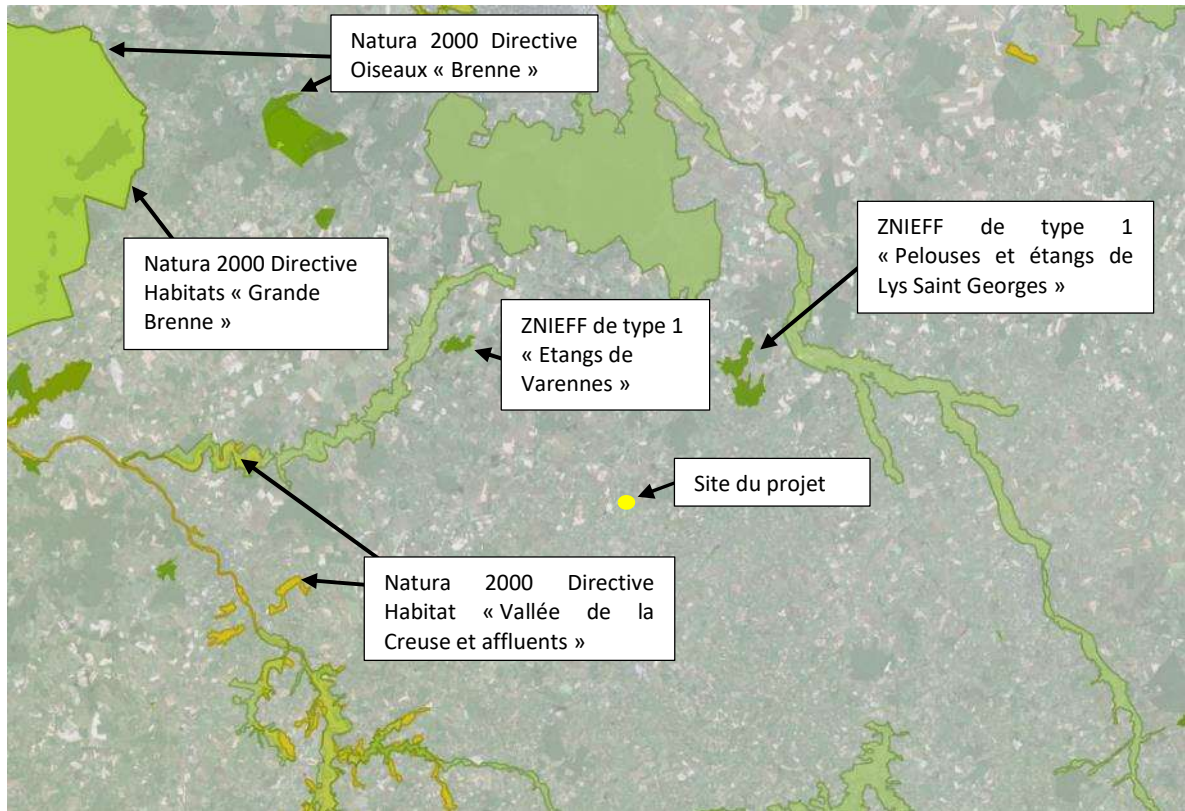 Natura 2000 Directive
Oiseaux « Brenne »
Natura 2000 Directive
Habitats « Grande
Brenne »
ZNIEFF de type 1
« Pelouses et étangs de
Lys Saint Georges »
ZNIEFF de type 1
« Etangs de
Varennes »
Site du projet
Natura 2000 Directive
Habitat « Vallée de la
Creuse et affluents »